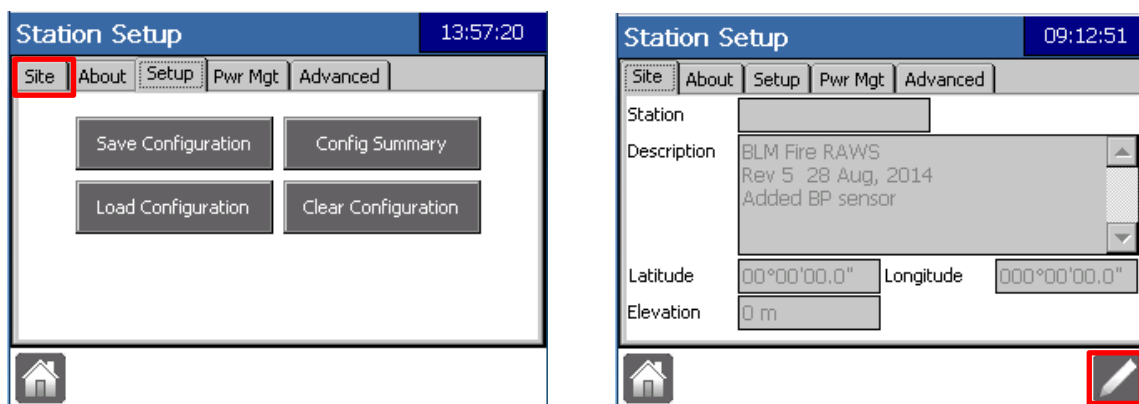 Station Setup 13:57:20
Site About Setup Pwr Mgt Advanced
Save Configuration Config Summary
Load Configuration Clear Configuration
Station Setup 09:12:51
Site About Setup Pwr Mgt Advanced
Station
Description BLM Fire RAWS
Rev 5 28 Aug, 2014
Added BP sensor
Latitude 00°00'00.0" Longitude 000°00'00.0"
Elevation 0 m